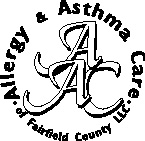 Allergy & Asthma Care
AAC
of Fairfield County LLC